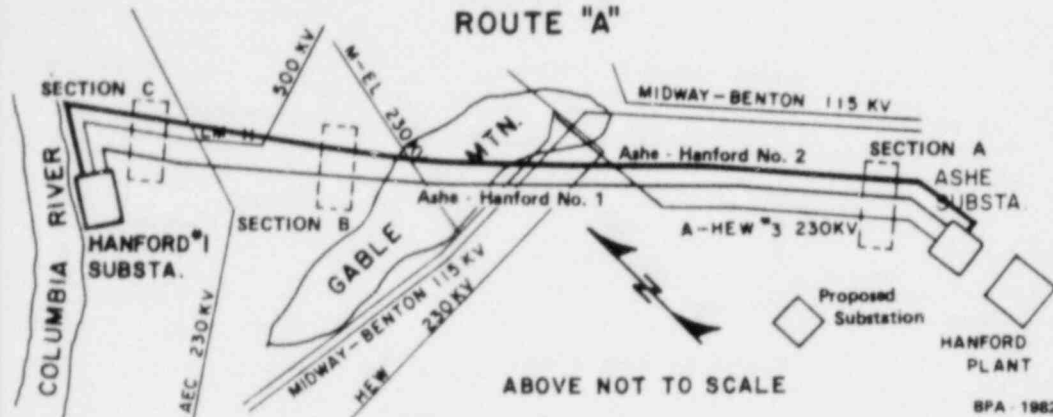 ROUTE "A"
SECTION C
500 KV
M-EL 230KV
MIDWAY-BENTON 115 KV
LM-II
MTN.
Ashe - Hanford No. 2
SECTION A
ASHE
SUBSTA.
COLUMBIA RIVER
SECTION B
Ashe - Hanford No. 1
HANFORD #1
SUBSTA.
GABLE
A-HEW #3 230KV
N
Proposed
Substation
HANFORD
PLANT
AEC 230 KV
MIDWAY-BENTON 115 KV
HEW 230KV
ABOVE NOT TO SCALE